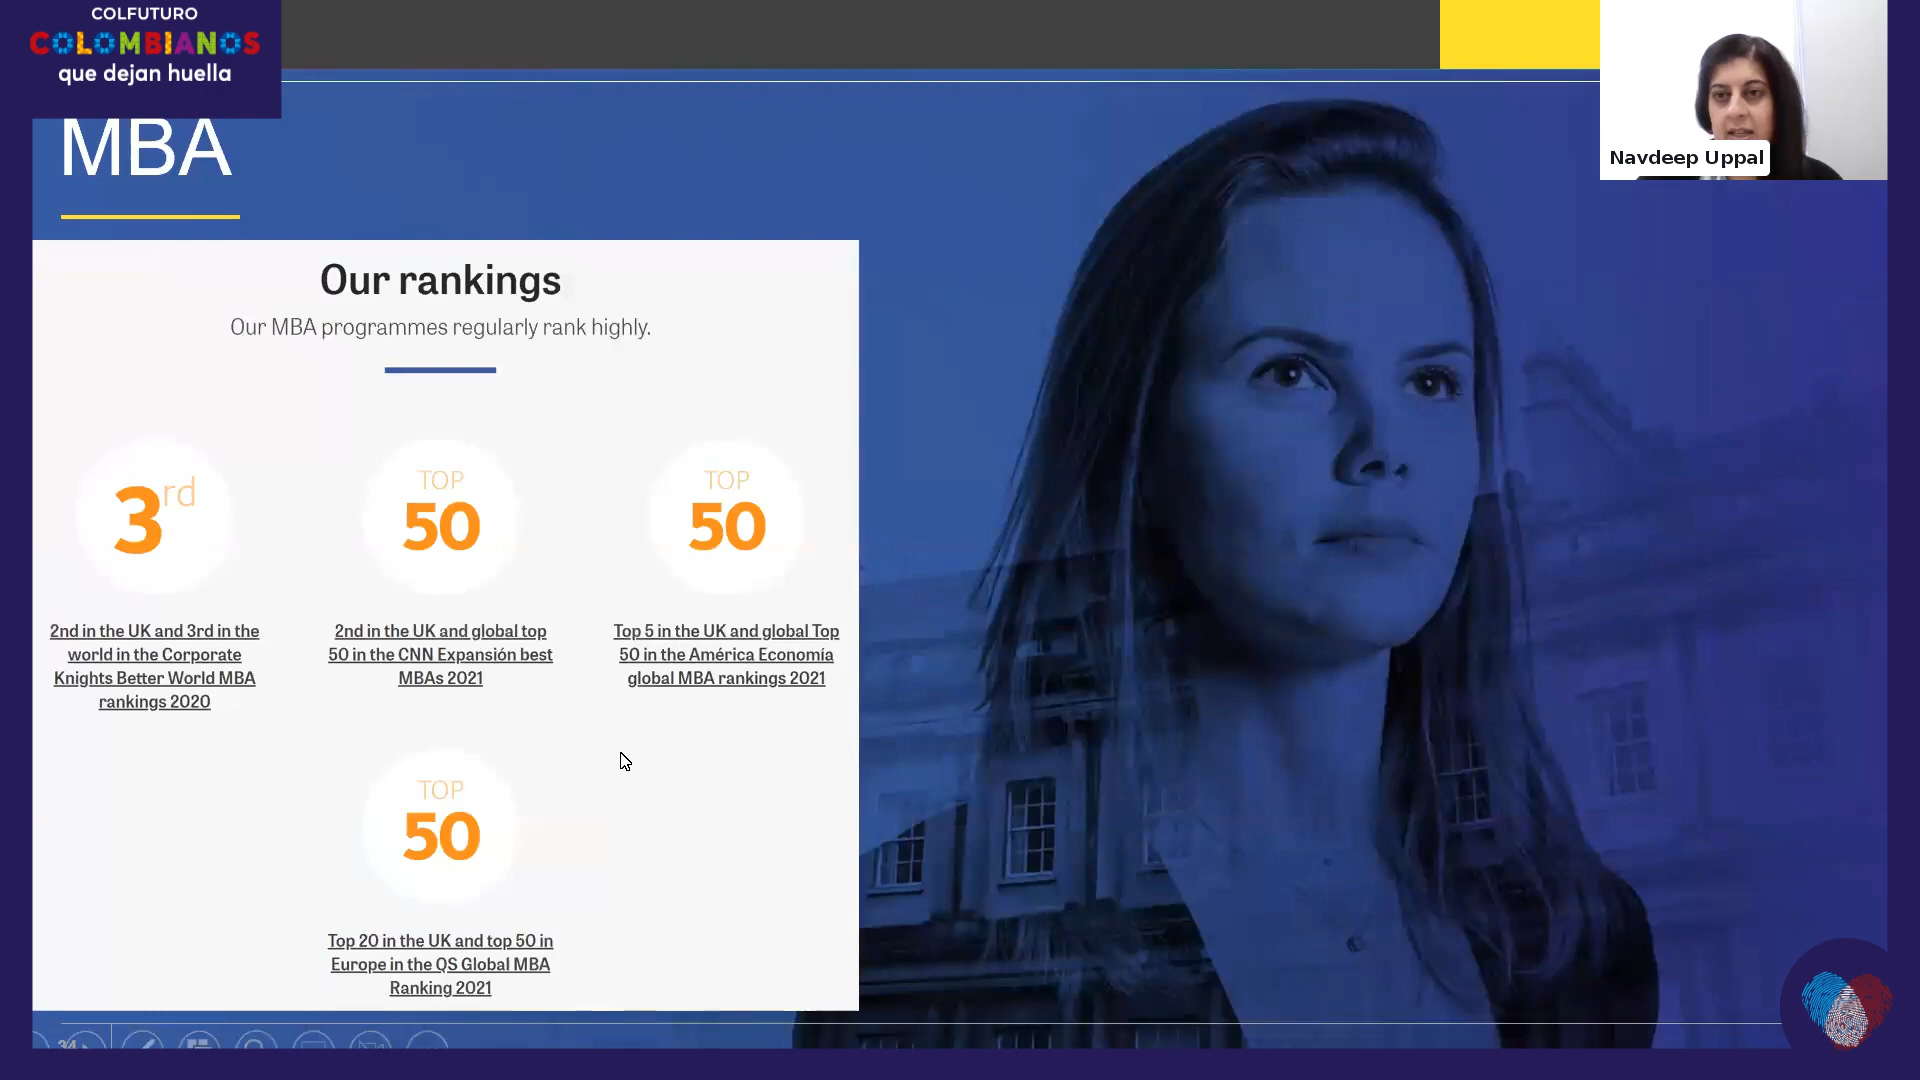 COLFUTURO
COLOMBIANOS
que dejan huella
Navdeep Uppal
MBA
Our rankings
Our MBA programmes regularly rank highly.
3rd
2nd in the UK and 3rd in the
world in the Corporate
Knights Better World MBA
rankings 2020
TOP
50
2nd in the UK and global top
50 in the CNN Expansión best
MBAs 2021
TOP
50
Top 5 in the UK and global Top
50 in the América Economía
global MBA rankings 2021
TOP
50
Top 20 in the UK and top 50 in
Europe in the QS Global MBA
Ranking 2021
34